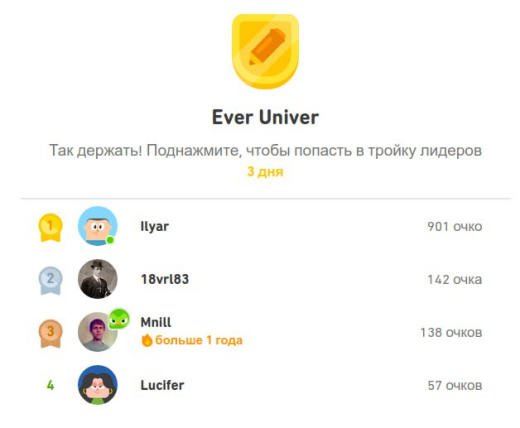 Ever Univer
Так держать! Поднажмите, чтобы попасть в тройку лидеров
3 дня
1 Ilyar 901 очко
2 18vrl83 142 очка
3 Mnill 138 очков
больше 1 года
4 Lucifer 57 очков